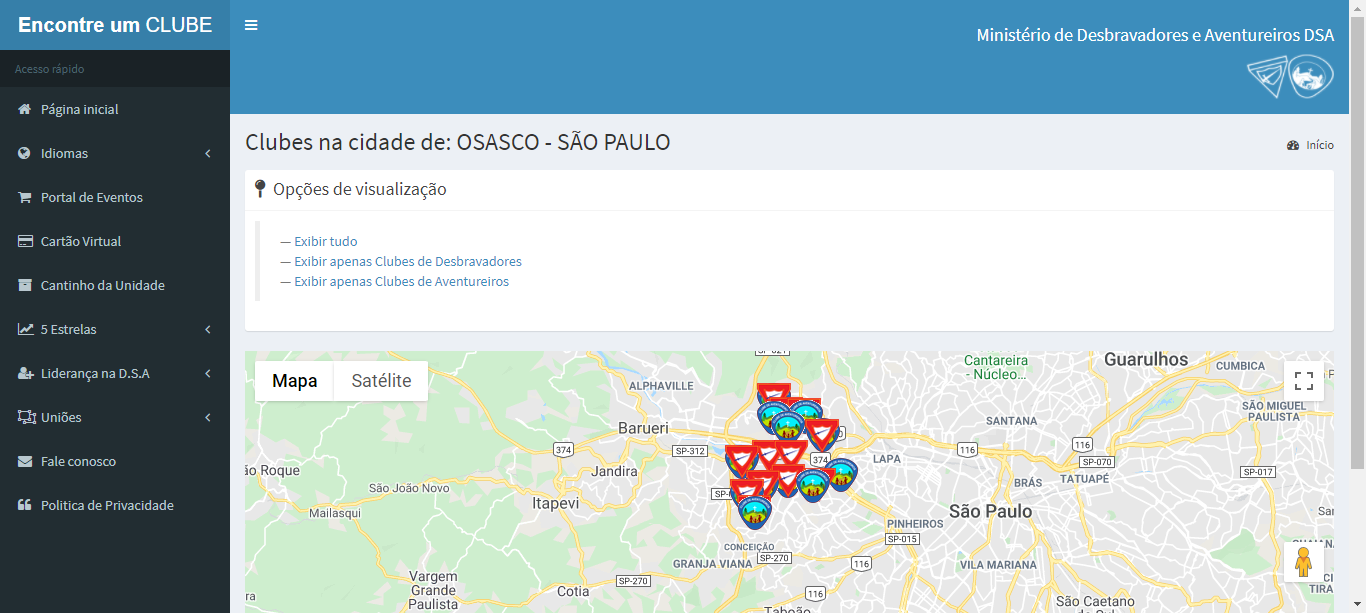 Encontre um CLUBE
Ministério de Desbravadores e Aventureiros DSA
Acesso rápido
Página inicial
Idiomas
Portal de Eventos
Cartão Virtual
Cantinho da Unidade
5 Estrelas
Liderança na D.S.A
Uniões
Fale conosco
Politica de Privacidade
Clubes na cidade de: OSASCO - SÃO PAULO
Início
Opções de visualização
— Exibir tudo
— Exibir apenas Clubes de Desbravadores
— Exibir apenas Clubes de Aventureiros
Mapa
Satélite
SP-021
Cantareira
- Núcleo...
Guarulhos
CUMBICA
ALPHAVILLE
SÃO MIGUEL
PAULISTA
SANTANA
Barueri
374
SP-312
374
LAPA
116
116
SP-070
TATUAPÉ
SP-017
ão Roque
Jandira
São João Novo
BRÁS
Itapevi
Mailasqui
São Paulo
PINHEIROS
SP-015
CONCEIÇÃO
SP-270
GRANJA VIANA
116
VILA MARIANA
Vargem
Grande
Paulista
SP-270
Cotia
116
Taboão
São Caetano
do Sul
TIRA